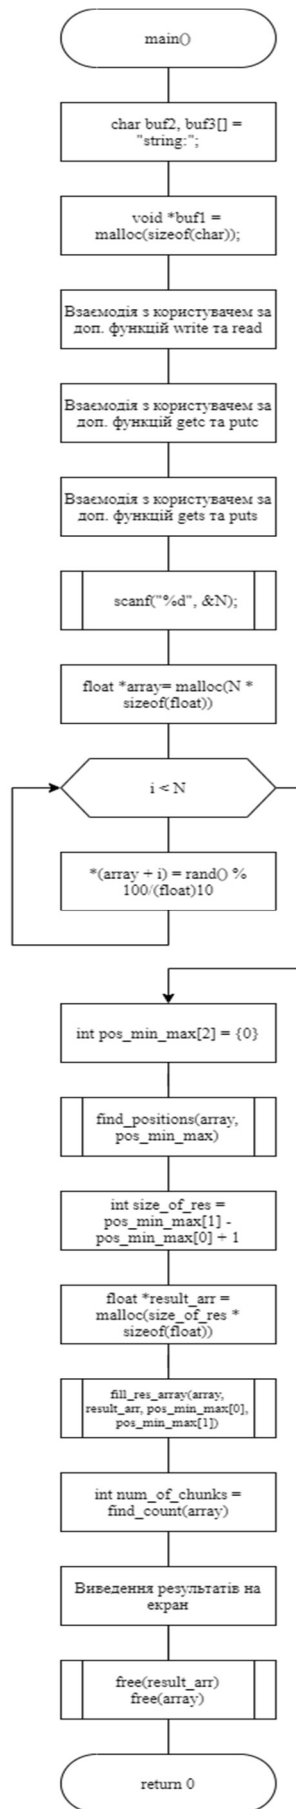 main()
char buf2, buf3[] =
"string:";
void *buf1 =
malloc(sizeof(char));
Взаємодія з користувачем за
доп. функцій write та read
Взаємодія з користувачем за
доп. функцій getc та putc
Взаємодія з користувачем за
доп. функцій gets та puts
scanf("%d", &N);
float *array= malloc(N *
sizeof(float))
i < N
*(array + i) = rand() %
100/(float)10
int pos_min_max[2] = {0}
find_positions(array,
pos_min_max)
int size_of_res =
pos_min_max[1] -
pos_min_max[0] + 1
float *result_arr =
malloc(size_of_res *
sizeof(float))
fill_res_array(array,
result_arr, pos_min_max[0],
pos_min_max[1])
int num_of_chunks =
find_count(array)
Виведення результатів на
екран
free(result_arr)
free(array)
return 0